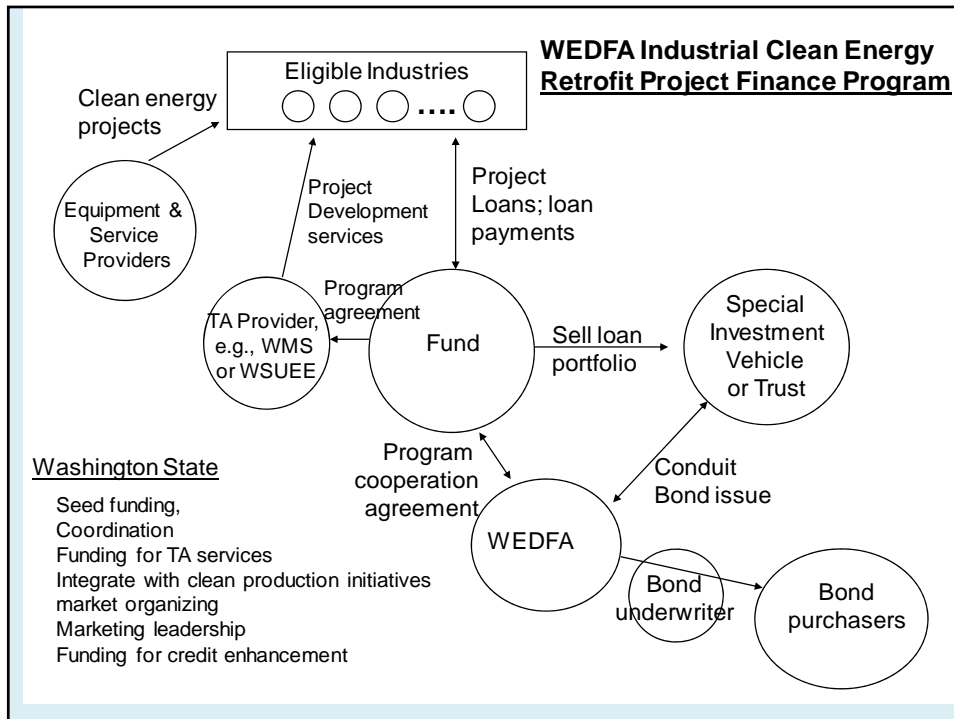 WEDFA Industrial Clean Energy
Retrofit Project Finance Program
Eligible Industries
....
Clean energy
projects
Equipment &
Service
Providers
Project
Development
services
Project
Loans; loan
payments
Program
agreement
TA Provider,
e.g., WMS
or WSUEE
Fund
Sell loan
portfolio
Special
Investment
Vehicle
or Trust
Program
cooperation
agreement
Conduit
Bond issue
WEDFA
Bond
underwriter
Bond
purchasers
Washington State
Seed funding,
Coordination
Funding for TA services
Integrate with clean production initiatives
market organizing
Marketing leadership
Funding for credit enhancement